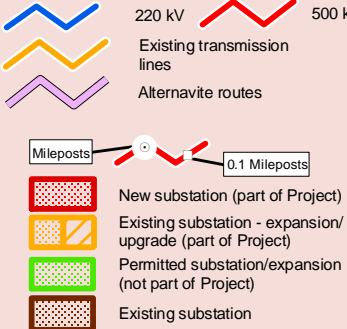 220 kV
500 k
Existing transmission
lines
Alternavite routes
Mileposts
0.1 Mileposts
New substation (part of Project)
Existing substation - expansion/
upgrade (part of Project)
Permitted substation/expansion
(not part of Project)
Existing substation